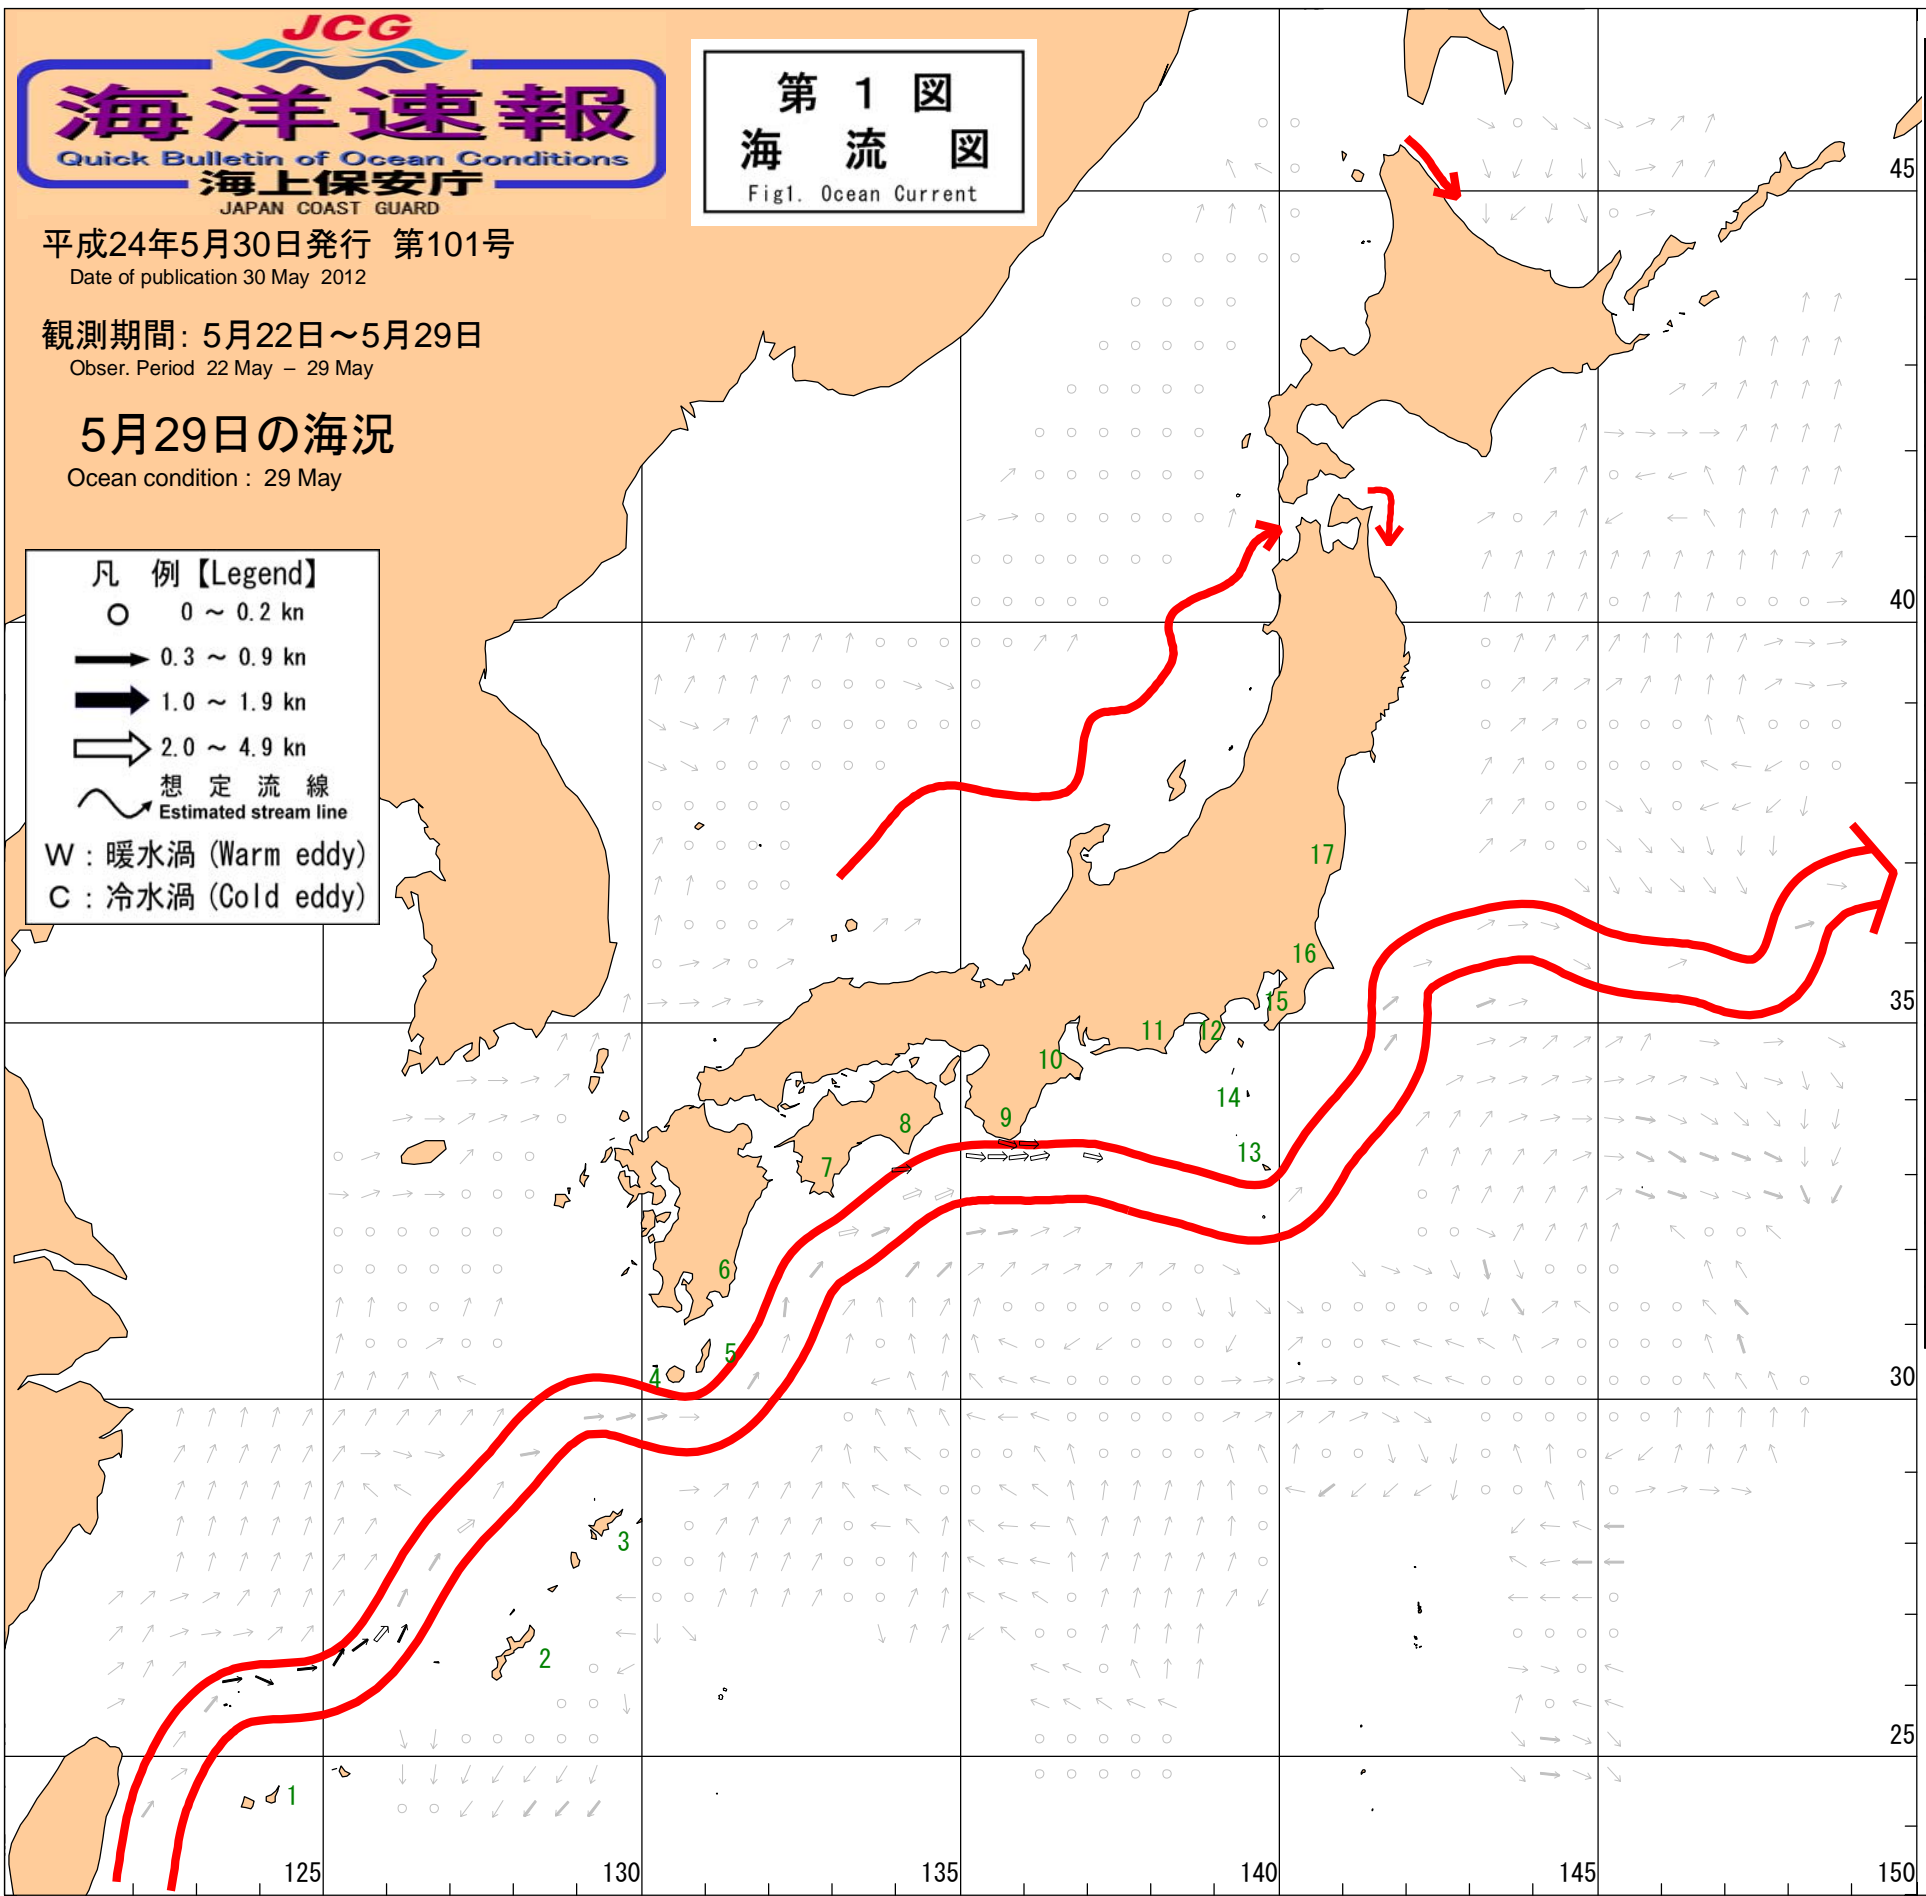 JCG
海洋速報
Quick Bulletin of Ocean Conditions
海上保安庁
JAPAN COAST GUARD
平成24年5月30日発行 第101号
Date of publication 30 May 2012
観測期間: 5月22日～5月29日
Obser. Period 22 May – 29 May
5月29日の海況
Ocean condition : 29 May
第 1 図
海 流 図
Fig1. Ocean Current
凡 例【Legend】
0 ～ 0.2 kn
0.3 ～ 0.9 kn
1.0 ～ 1.9 kn
2.0 ～ 4.9 kn
想 定 流 線
Estimated stream line
W : 暖水渦 (Warm eddy)
C : 冷水渦 (Cold eddy)
45
40
35
30
25
17
16
15
12
11
10
14
13
9
8
7
6
5
4
3
2
1
125
130
135
140
145
150